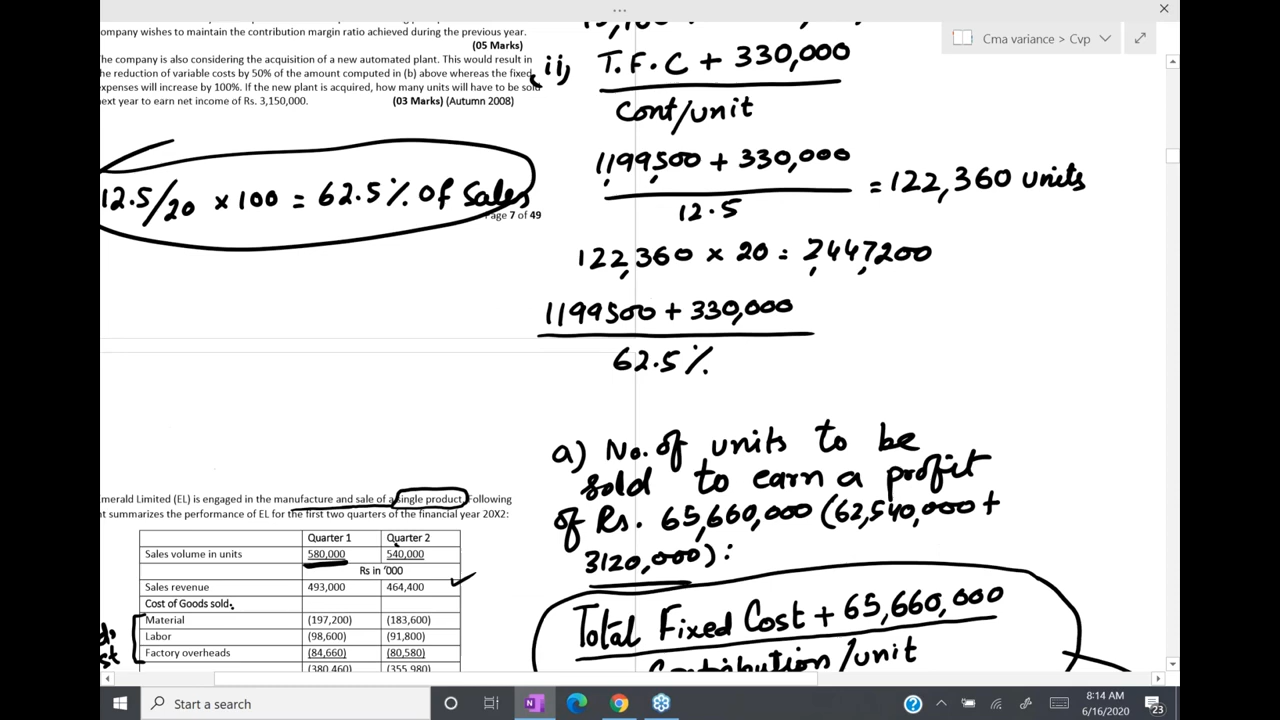 ompany wishes to maintain the contribution margin ratio achieved during the previous year.
(05 Marks)
he company is also considering the acquisition of a new automated plant. This would result in
he reduction of variable costs by 50% of the amount computed in (b) above whereas the fixed
xpenses will increase by 100%. If the new plant is acquired, how many units will have to be sold
ext year to earn net income of Rs. 3,150,000. (03 Marks) (Autumn 2008)
12.5/20 × 100 = 62.5% of Sales
Page 7 of 49
Cma variance > Cvp
ii, T.F.C + 330,000
Cont/unit
1199500 + 330,000
12.5
= 122,360 units
122,360 × 20 = 2,447,200
1199500 + 330,000
62.5%
a) No. of units to be
sold to earn a profit
of Rs. 65,660,000 (62,540,000 +
3120,000):
Total Fixed Cost + 65,660,000
Contribution/unit
merald Limited (EL) is engaged in the manufacture and sale of a single product. Following
t summarizes the performance of EL for the first two quarters of the financial year 20X2:
Quarter 1 Quarter 2
Sales volume in units 580,000 540,000
Rs in '000
Sales revenue 493,000 464,400
Cost of Goods sold.
Material (197,200) (183,600)
Labor (98,600) (91,800)
Factory overheads (84,660) (80,580)
(380,460) (355,980)
Start a search
8:14 AM
6/16/2020
23